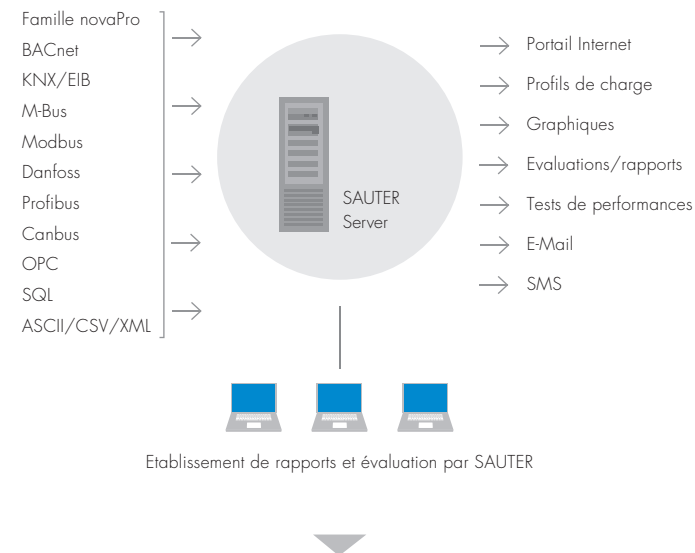 Famille novaPro
BACnet
KNX/EIB
M-Bus
Modbus
Danfoss
Profibus
Canbus
OPC
SQL
ASCII/CSV/XML
SAUTER
Server
Portail Internet
Profils de charge
Graphiques
Evaluations/rapports
Tests de performances
E-Mail
SMS
Etablissement de rapports et évaluation par SAUTER